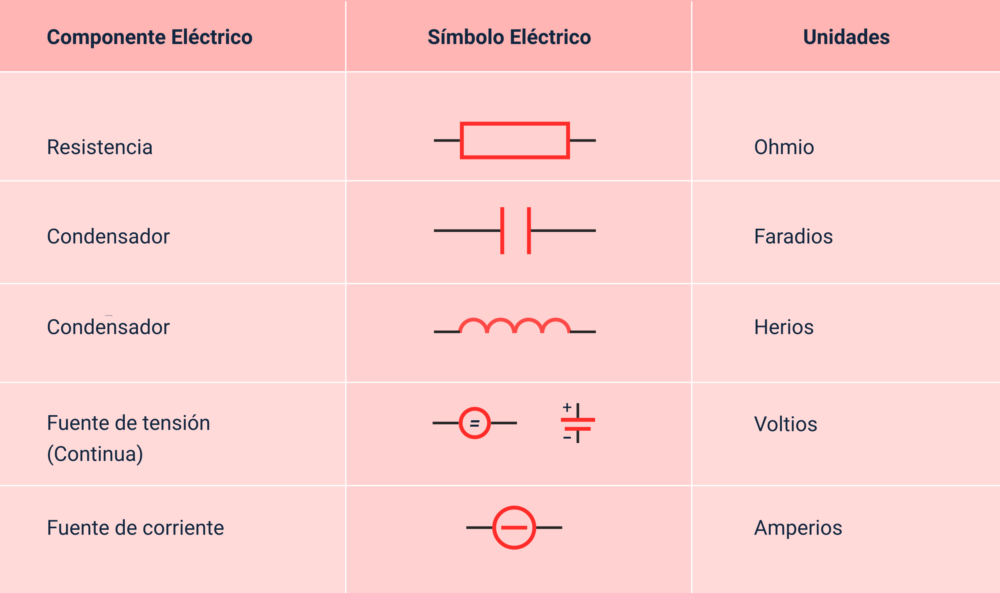 Componente Eléctrico Símbolo Eléctrico Unidades
Resistencia Ohmio
Condensador Faradios
Condensador Herios
Fuente de tensión
(Continua)
= + − Voltios
Fuente de corriente Amperios